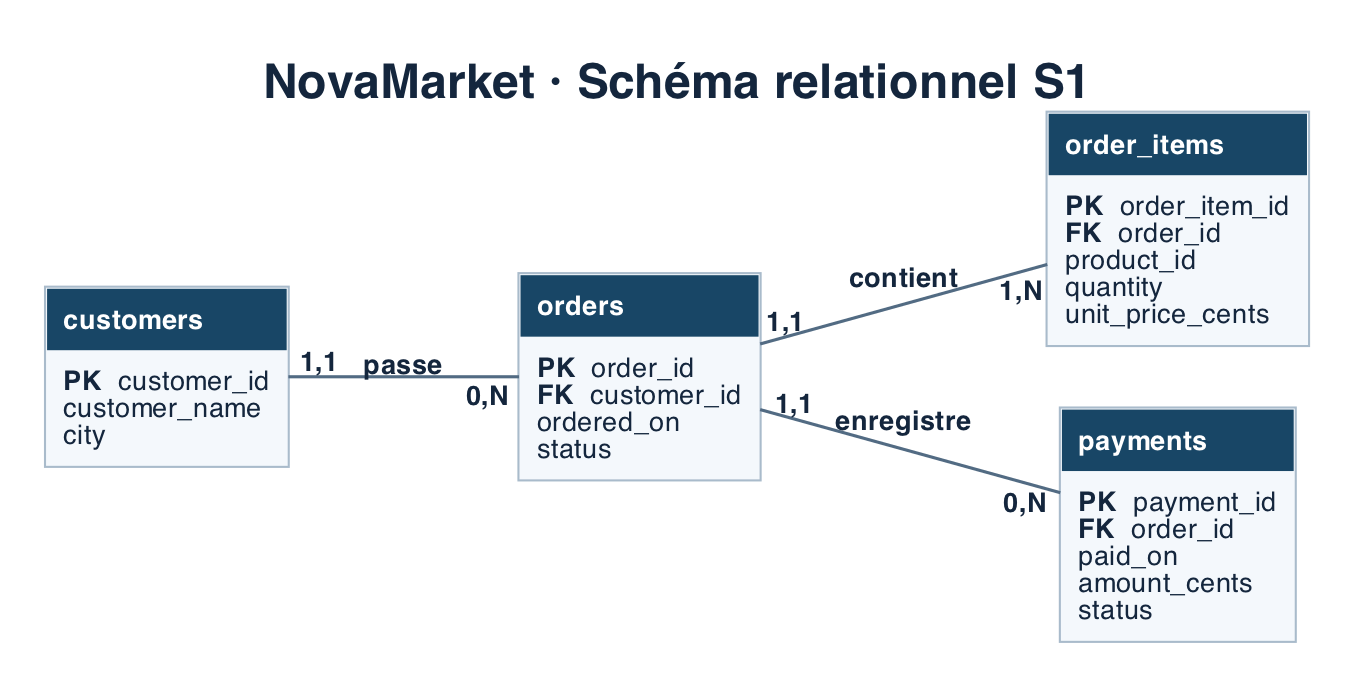 NovaMarket · Schéma relationnel S1
customers
PK customer_id
customer_name
city
1,1
passe
0,N
orders
PK order_id
FK customer_id
ordered_on
status
1,1
contient
1,N
order_items
PK order_item_id
FK order_id
product_id
quantity
unit_price_cents
1,1
enregistre
0,N
payments
PK payment_id
FK order_id
paid_on
amount_cents
status